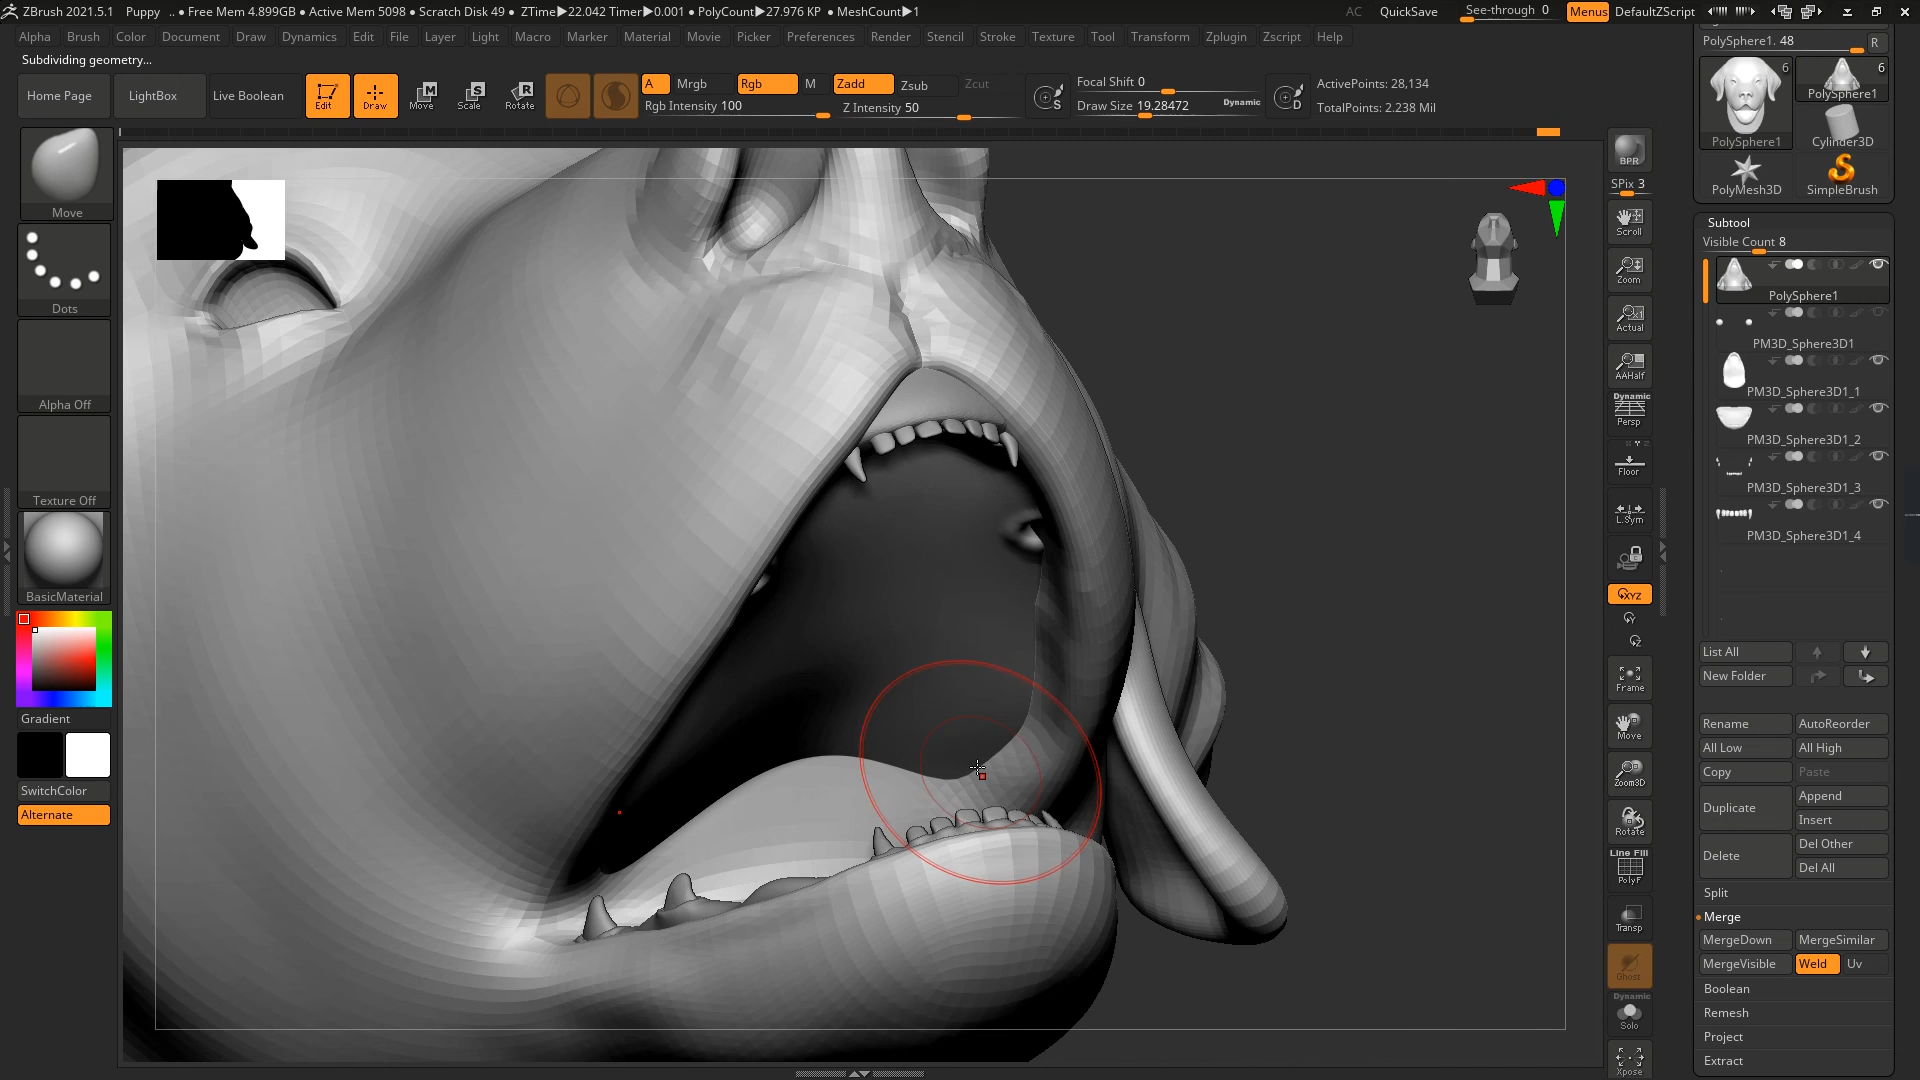 ZBrush 2021.5.1 Puppy .. • Free Mem 4.899GB • Active Mem 5098 • Scratch Disk 49 • ZTime▶22.042 Timer▶0.001 • PolyCount▶27.976 KP • MeshCount▶1 AC QuickSave See-through 0 Menus DefaultZScript
Alpha Brush Color Document Draw Dynamics Edit File Layer Light Macro Marker Material Movie Picker Preferences Render Stencil Stroke Texture Tool Transform Zplugin Zscript Help
PolySphere1. 48 R
Subdividing geometry...
Home Page LightBox Live Boolean Edit Draw Move Scale Rotate
M S R
A Mrgb Rgb M Zadd Zsub Zcut
Rgb Intensity 100 Z Intensity 50
S Focal Shift 0
Draw Size 19.28472 Dynamic
D ActivePoints: 28,134
TotalPoints: 2.238 Mil
6 6
PolySphere1
PolySphere1 Cylinder3D
PolyMesh3D SimpleBrush
Move
Dots
Alpha Off
Texture Off
BasicMaterial
Gradient
SwitchColor
Alternate
BPR
SPix 3
Scroll
Zoom
Actual
AAHalf
Dynamic
Persp
Floor
L.Sym
XYZ
Y
Z
Frame
Move
Zoom3D
Rotate
Line Fill
PolyF
Transp
Ghost
Dynamic
Solo
Xpose
Subtool
Visible Count 8
PolySphere1
PM3D_Sphere3D1
PM3D_Sphere3D1_1
PM3D_Sphere3D1_2
PM3D_Sphere3D1_3
PM3D_Sphere3D1_4
List All
New Folder
Rename AutoReorder
All Low All High
Copy Paste
Duplicate Append
Insert
Delete Del Other
Del All
Split
Merge
MergeDown MergeSimilar
MergeVisible Weld Uv
Boolean
Remesh
Project
Extract